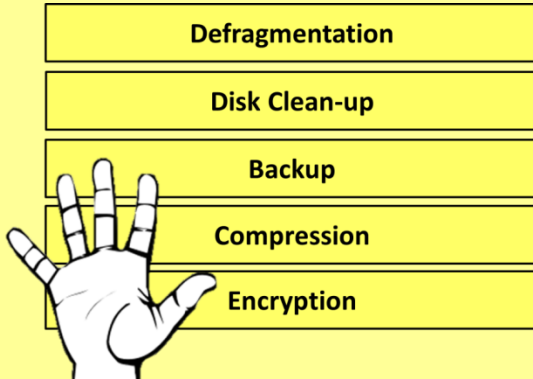 Defragmentation
Disk Clean-up
Backup
Compression
Encryption